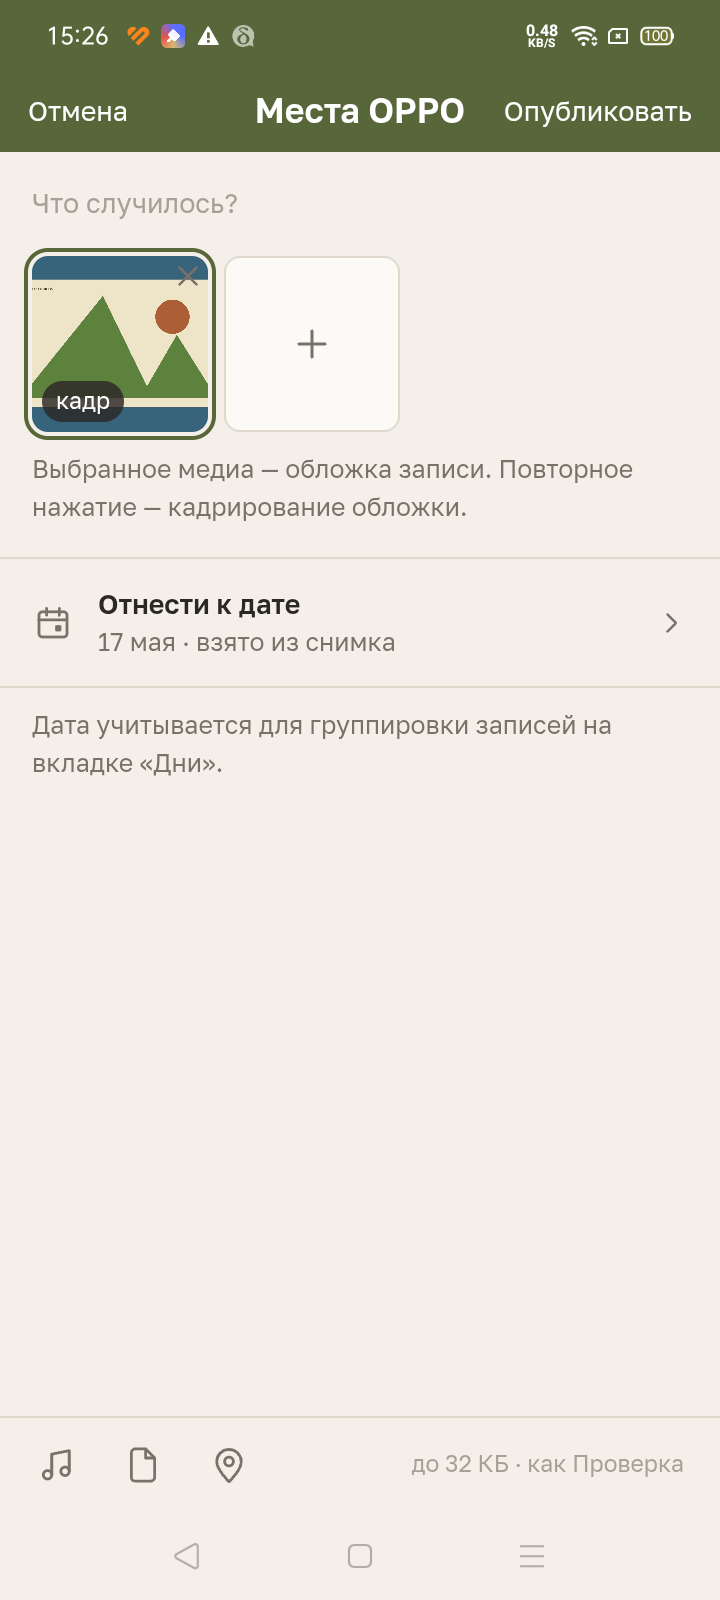 15:26
0.48
KB/S
100
Отмена
Места OPPO
Опубликовать
Что случилось?
кадр
Выбранное медиа — обложка записи. Повторное
нажатие — кадрирование обложки.
Отнести к дате
17 мая · взято из снимка
Дата учитывается для группировки записей на
вкладке «Дни».
до 32 КБ · как Проверка